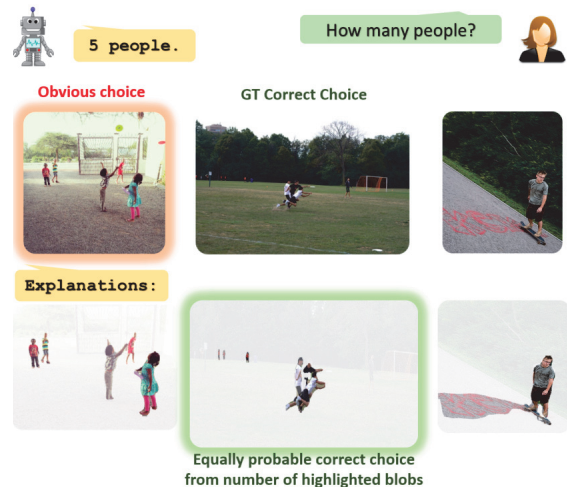 How many people?
5 people.
Obvious choice
GT Correct Choice
Explanations:
Equally probable correct choice
from number of highlighted blobs